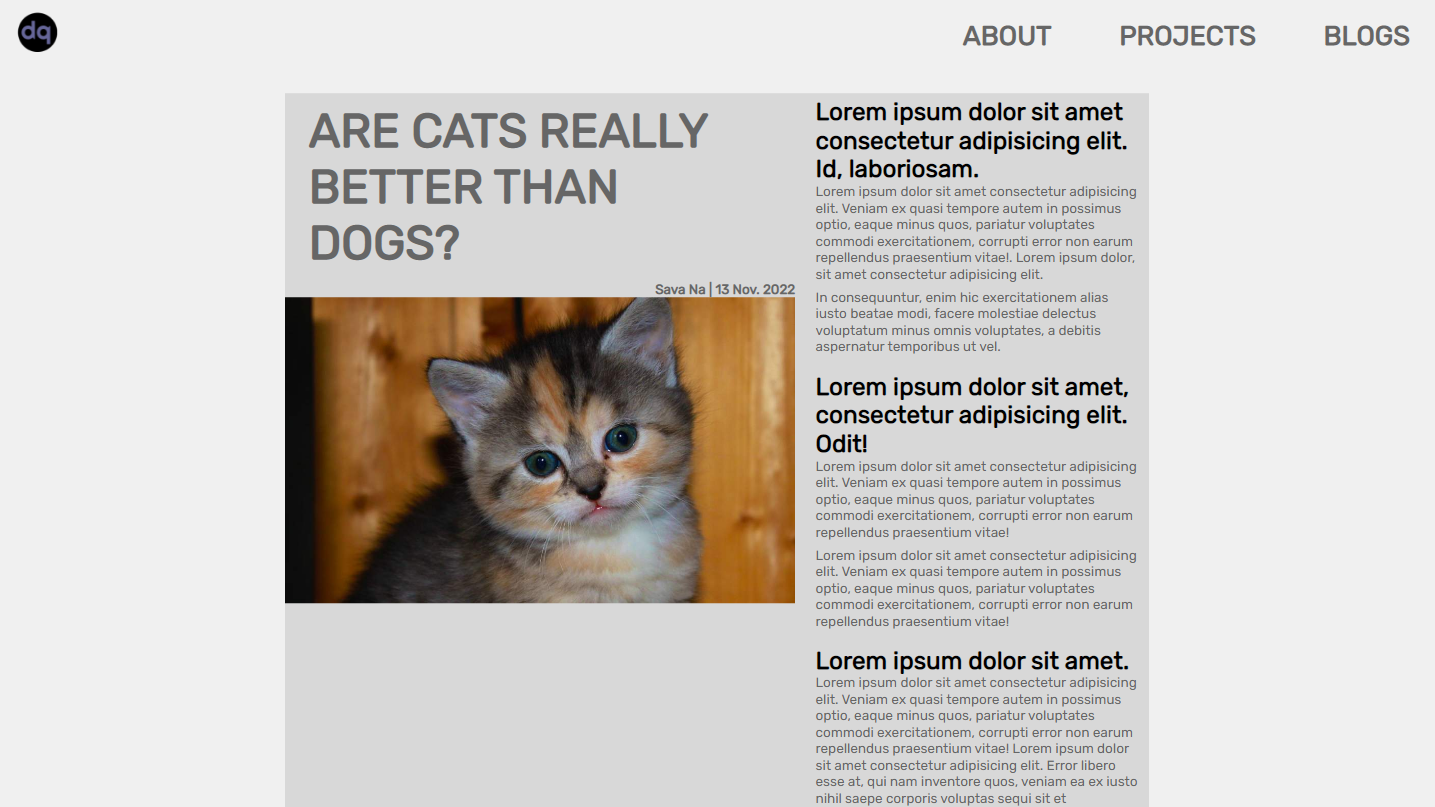 dq
ABOUT PROJECTS BLOGS
ARE CATS REALLY
BETTER THAN
DOGS?
Sava Na | 13 Nov. 2022
Lorem ipsum dolor sit amet
consectetur adipisicing elit.
Id, laboriosam.
Lorem ipsum dolor sit amet consectetur adipisicing
elit. Veniam ex quasi tempore autem in possimus
optio, eaque minus quos, pariatur voluptates
commodi exercitationem, corrupti error non earum
repellendus praesentium vitae!. Lorem ipsum dolor,
sit amet consectetur adipisicing elit.
In consequuntur, enim hic exercitationem alias
iusto beatae modi, facere molestiae delectus
voluptatum minus omnis voluptates, a debitis
aspernatur temporibus ut vel.
Lorem ipsum dolor sit amet,
consectetur adipisicing elit.
Odit!
Lorem ipsum dolor sit amet consectetur adipisicing
elit. Veniam ex quasi tempore autem in possimus
optio, eaque minus quos, pariatur voluptates
commodi exercitationem, corrupti error non earum
repellendus praesentium vitae!
Lorem ipsum dolor sit amet consectetur adipisicing
elit. Veniam ex quasi tempore autem in possimus
optio, eaque minus quos, pariatur voluptates
commodi exercitationem, corrupti error non earum
repellendus praesentium vitae!
Lorem ipsum dolor sit amet.
Lorem ipsum dolor sit amet consectetur adipisicing
elit. Veniam ex quasi tempore autem in possimus
optio, eaque minus quos, pariatur voluptates
commodi exercitationem, corrupti error non earum
repellendus praesentium vitae! Lorem ipsum dolor
sit amet consectetur adipisicing elit. Error libero
esse at, qui nam inventore quos, veniam ea ex iusto
nihil saepe corporis voluptas sequi sit et